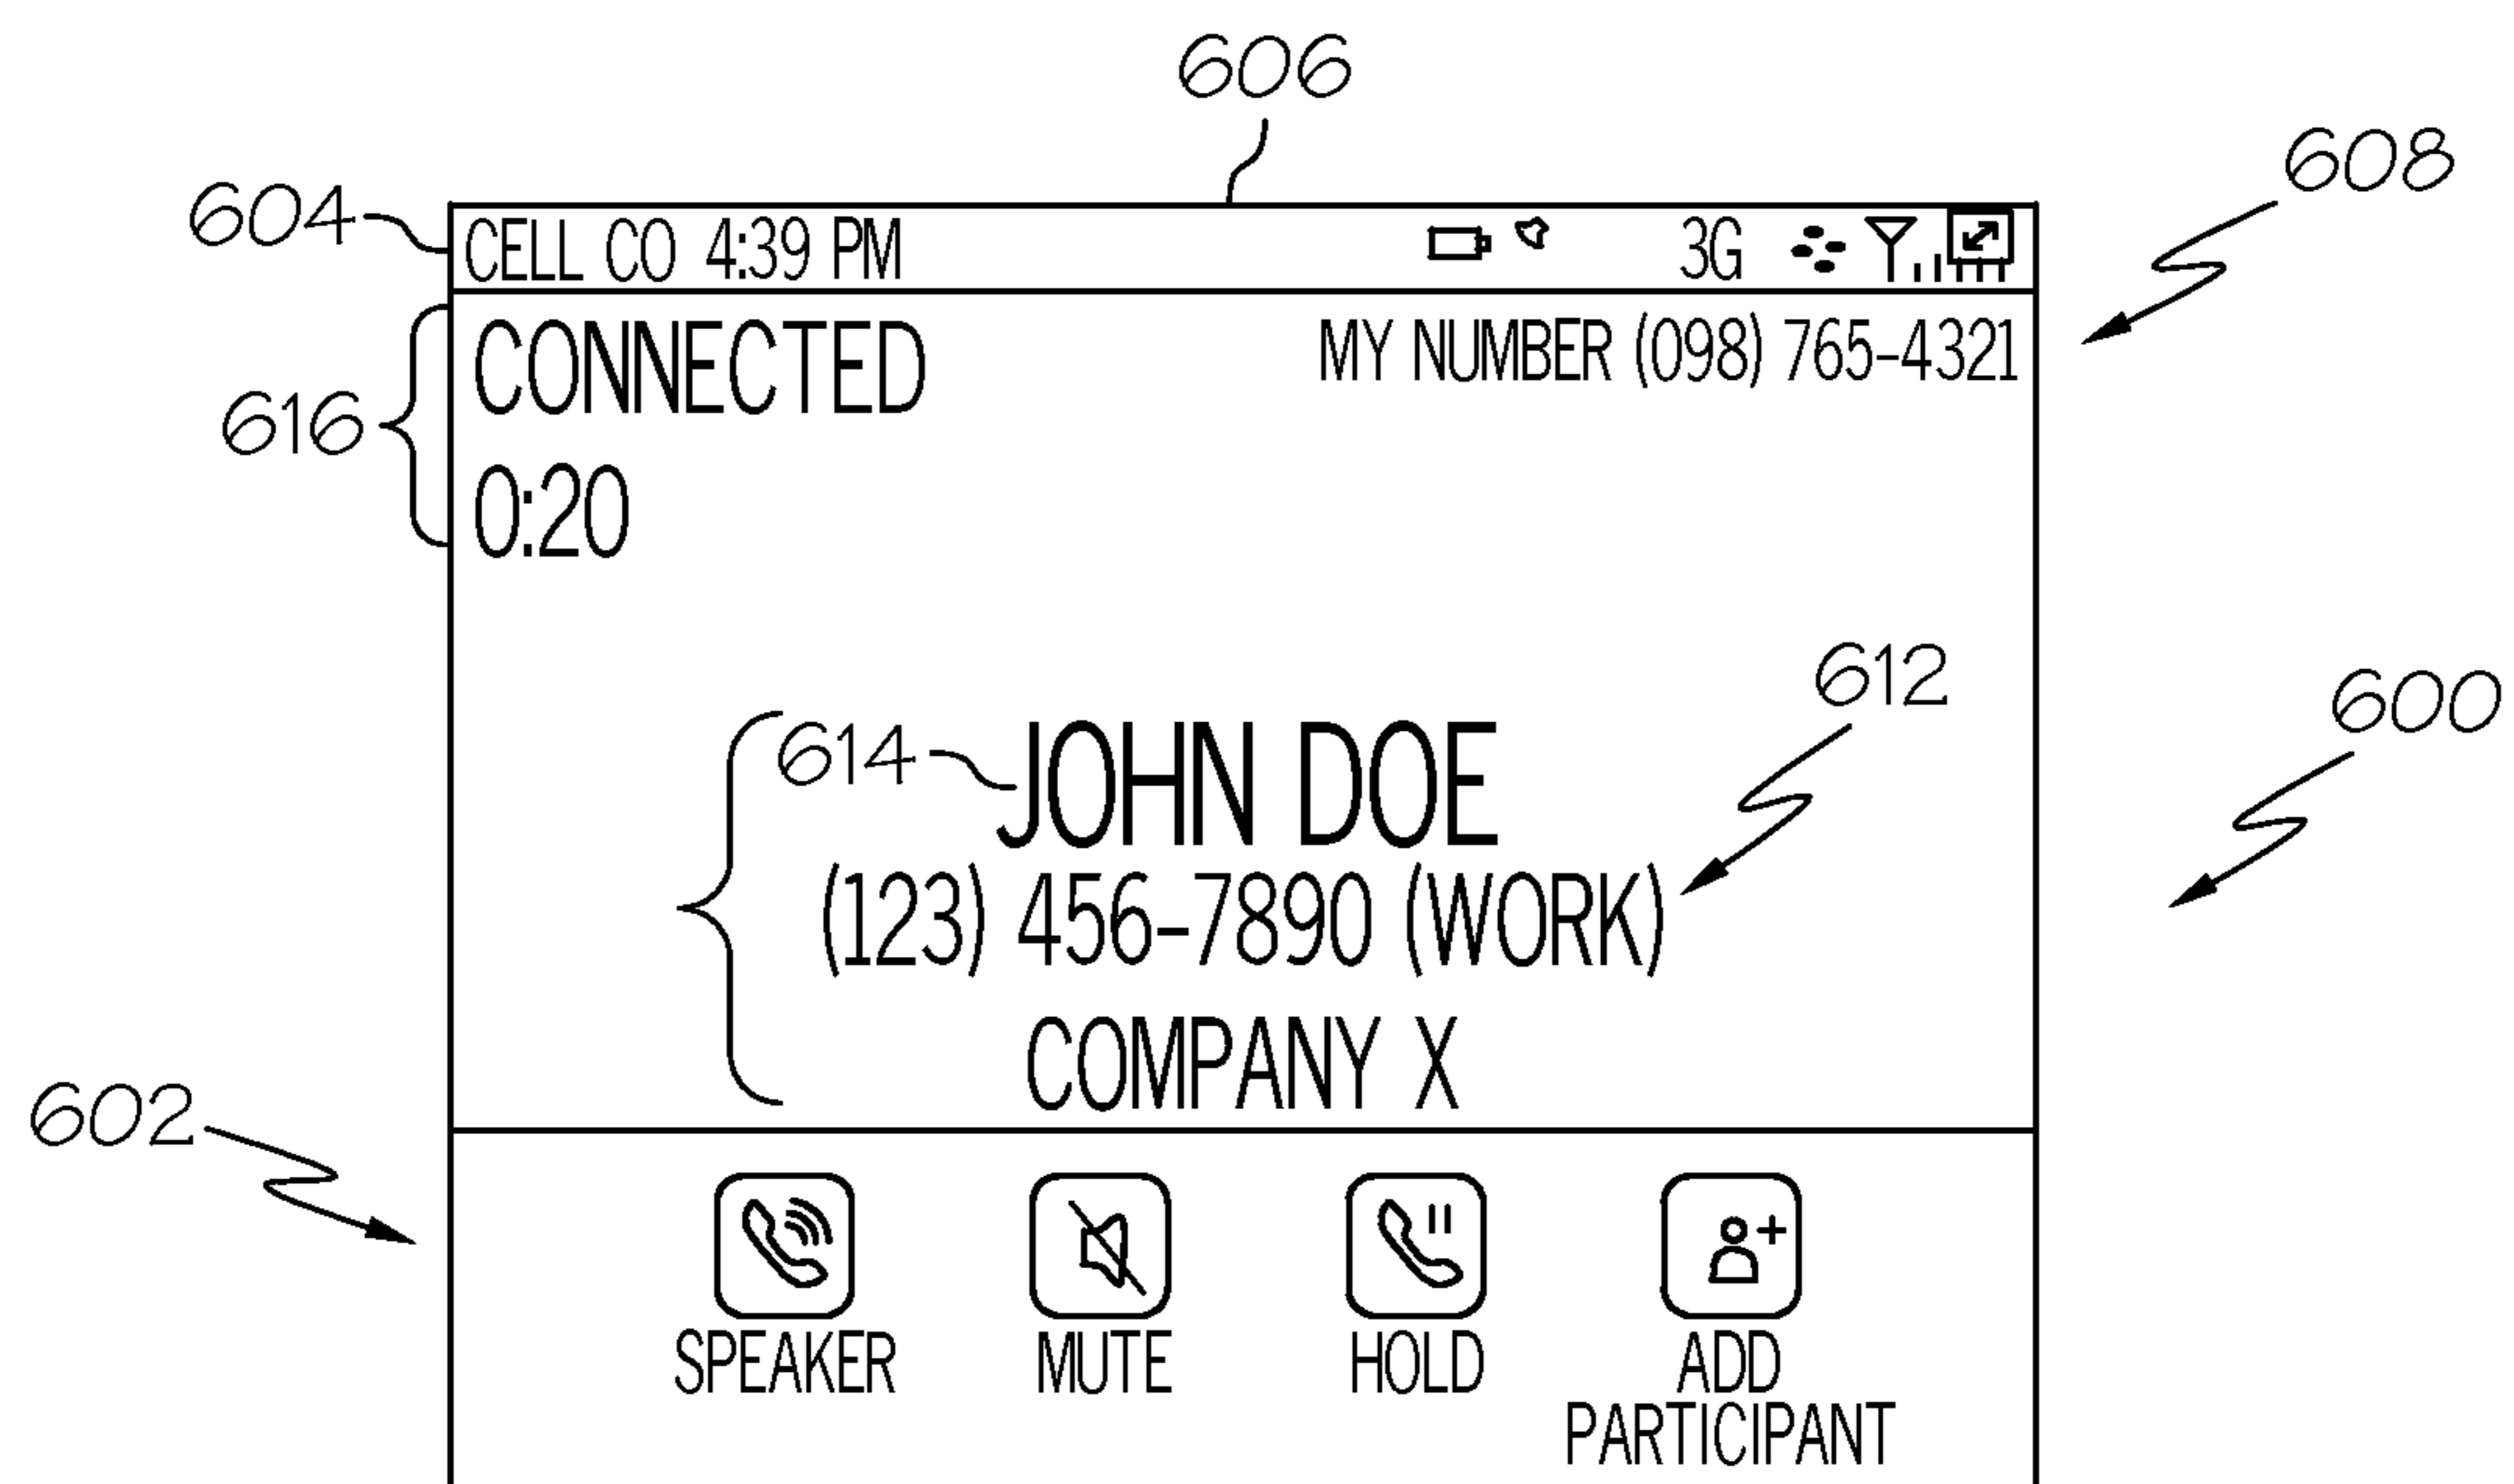 606
608
604
CELL CO 4:39 PM 3G
CONNECTED
MY NUMBER (098) 765-4321
616
0:20
612
600
614
JOHN DOE
(123) 456-7890 (WORK)
COMPANY X
602
SPEAKER MUTE HOLD ADD PARTICIPANT